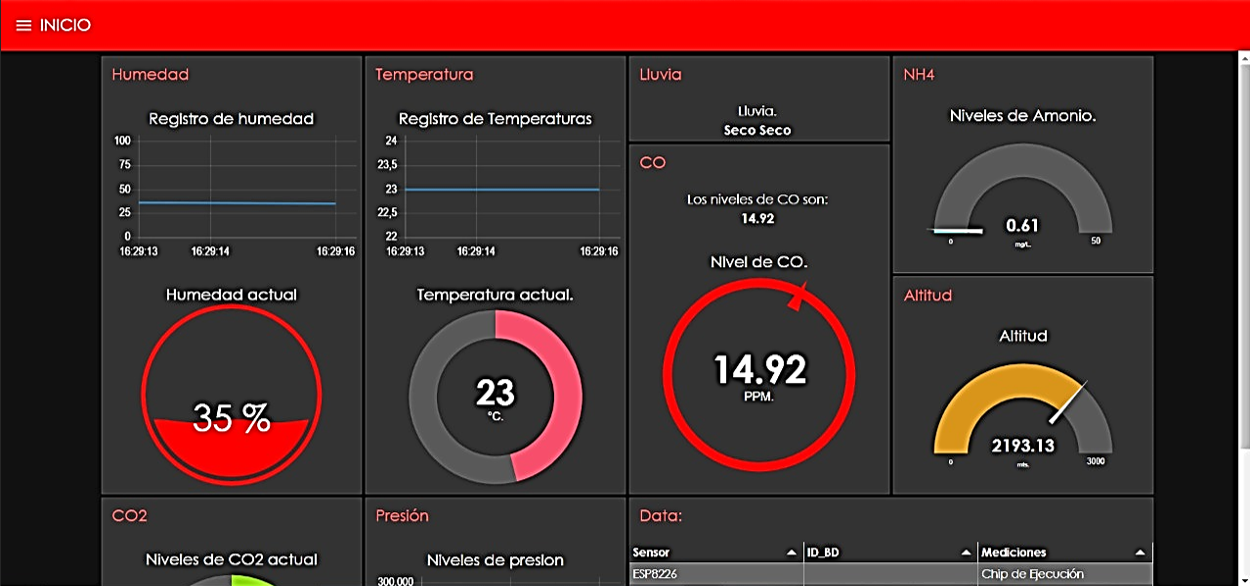 INICIO
Humedad
Registro de humedad
100
75
50
25
0
16:29:13 16:29:14 16:29:16
Humedad actual
35 %
Temperatura
Registro de Temperaturas
24
23,5
23
22,5
22
16:29:13 16:29:14 16:29:16
Temperatura actual.
23
°C.
Lluvia
Lluvia.
Seco Seco
CO
Los niveles de CO son:
14.92
Nivel de CO.
14.92
PPM.
NH4
Niveles de Amonio.
0.61
0 50
Altitud
Altitud
2193.13
mts.
0 3000
CO2
Niveles de CO2 actual
Presión
Niveles de presion
300,000
Data:
Sensor ID_BD Mediciones
ESP8226 Chip de Ejecución